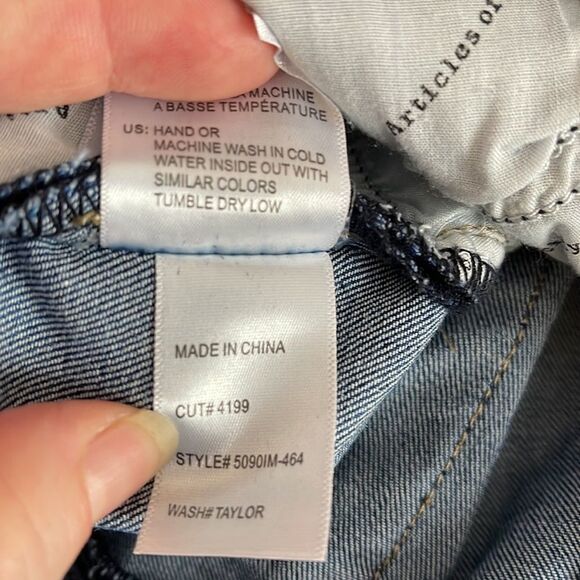 MACHINE
A BASSE TEMPÉRATURE
US: HAND OR
MACHINE WASH IN COLD
WATER INSIDE OUT WITH
SIMILAR COLORS
TUMBLE DRY LOW
Articles of
MADE IN CHINA
CUT# 4199
STYLE# 5090IM-464
WASH# TAYLOR